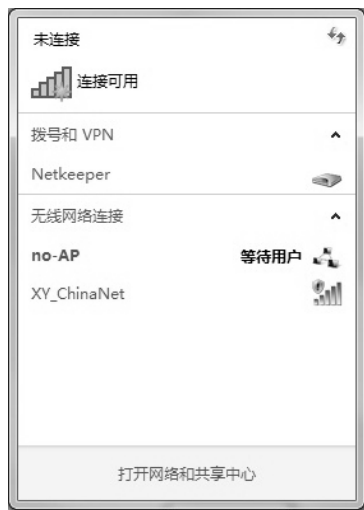 未连接
连接可用
拨号和 VPN
Netkeeper
无线网络连接
no-AP 等待用户
XY_ChinaNet
打开网络和共享中心